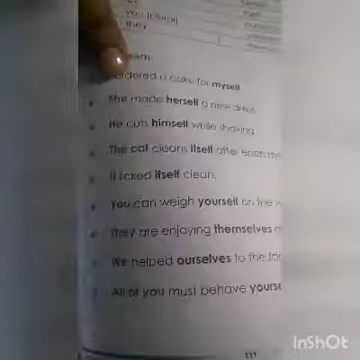 you (plural)
they
ordered a cake for myself
She made herself a new dress
He cuts himself while shaving
The cat cleans itself after each me
It licked itself clean.
You can weigh yourself on the w
They are enjoying themselves
We helped ourselves to the
All of you must behave yourse
InShOt